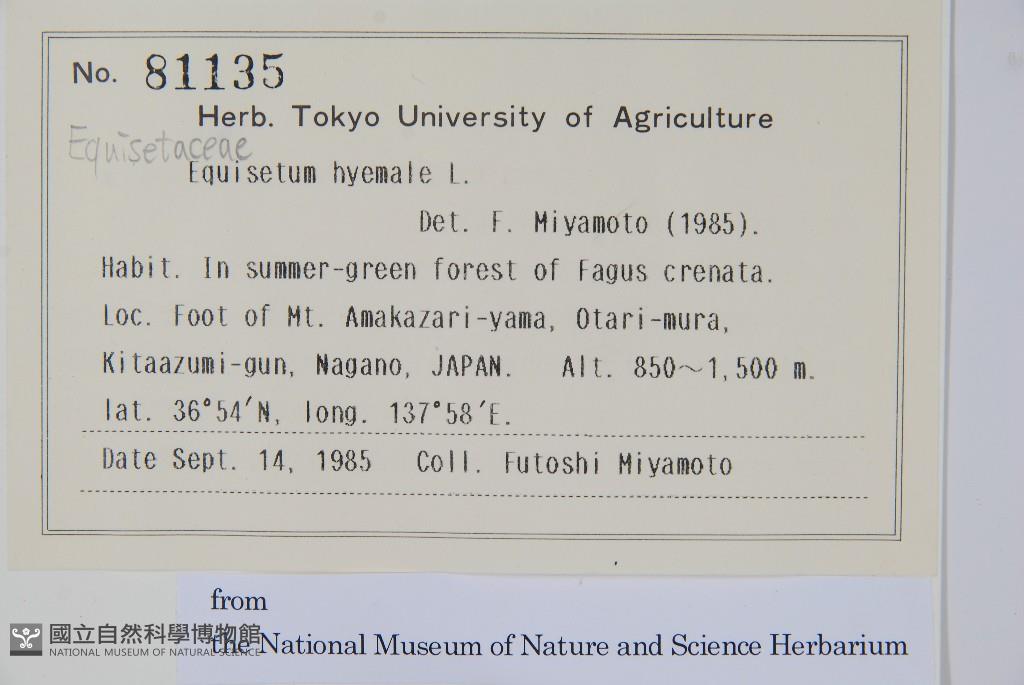 No. 81135
Herb. Tokyo University of Agriculture
Equisetaceae
Equisetum hyemale L.
Det. F. Miyamoto (1985).
Habit. In summer-green forest of Fagus crenata.
Loc. Foot of Mt. Amakazari-yama, Otari-mura,
Kitaazumi-gun, Nagano, JAPAN. Alt. 850~1,500 m.
lat. 36°54′N, long. 137°58′E.
Date Sept. 14, 1985 Coll. Futoshi Miyamoto
from
the National Museum of Nature and Science Herbarium
國立自然科學博物館
NATIONAL MUSEUM OF NATURAL SCIENCE